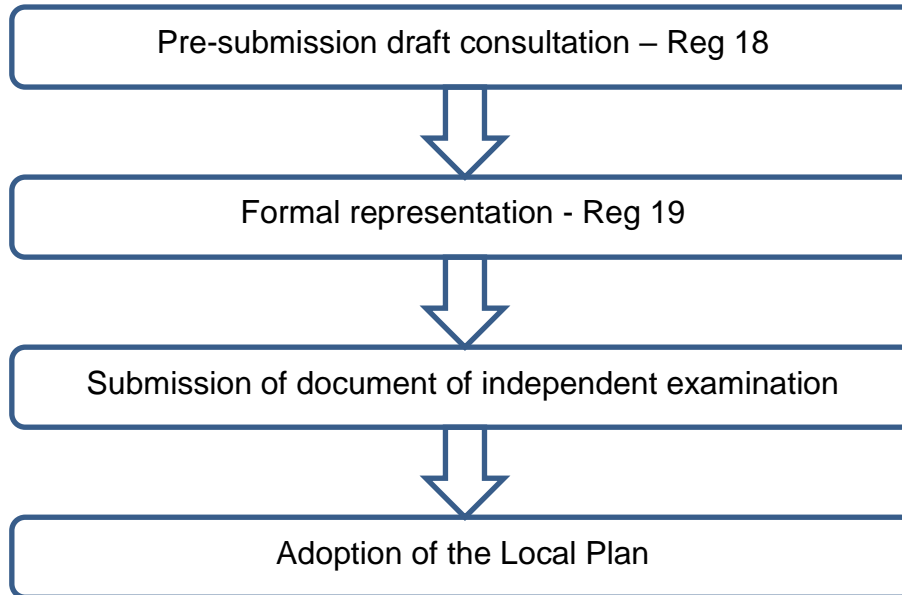 Pre-submission draft consultation – Reg 18
Formal representation - Reg 19
Submission of document of independent examination
Adoption of the Local Plan